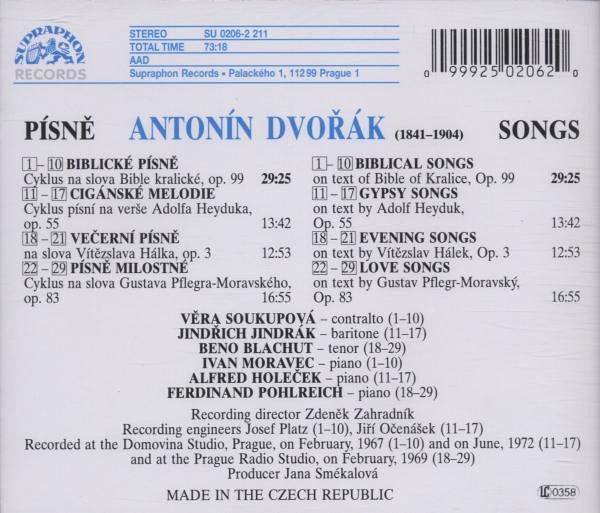 SUPRAPHON
RECORDS
STEREO SU 0206-2 211
TOTAL TIME 73:18
AAD
Supraphon Records • Palackého 1, 112 99 Prague 1
0 99925 02062 0
PÍSNĚ ANTONÍN DVOŘÁK (1841–1904) SONGS
1 – 10 BIBLICKÉ PÍSNĚ
Cyklus na slova Bible kralické, op. 99 29:25
11 – 17 CIGÁNSKÉ MELODIE
Cyklus písní na verše Adolfa Heyduka,
op. 55 13:42
18 – 21 VEČERNÍ PÍSNĚ
na slova Vítězslava Hálka, op. 3 12:53
22 – 29 PÍSNĚ MILOSTNÉ
Cyklus na slova Gustava Pflegra-Moravského,
op. 83 16:55
1 – 10 BIBLICAL SONGS
on text of Bible of Kralice, Op. 99 29:25
11 – 17 GYPSY SONGS
on text by Adolf Heyduk,
Op. 55 13:42
18 – 21 EVENING SONGS
on text by Vítězslav Hálek, Op. 3 12:53
22 – 29 LOVE SONGS
on text by Gustav Pflegr-Moravský,
Op. 83 16:55
VĚRA SOUKUPOVÁ – contralto (1–10)
JINDŘICH JINDRÁK – baritone (11–17)
BENO BLACHUT – tenor (18–29)
IVAN MORAVEC – piano (1–10)
ALFRED HOLEČEK – piano (11–17)
FERDINAND POHLREICH – piano (18–29)
Recording director Zdeněk Zahradník
Recording engineers Josef Platz (1–10), Jiří Očenášek (11–17)
Recorded at the Domovina Studio, Prague, on February, 1967 (1–10) and on June, 1972 (11–17)
and at the Prague Radio Studio, on February, 1969 (18–29)
Producer Jana Smékalová
MADE IN THE CZECH REPUBLIC
LC 0358